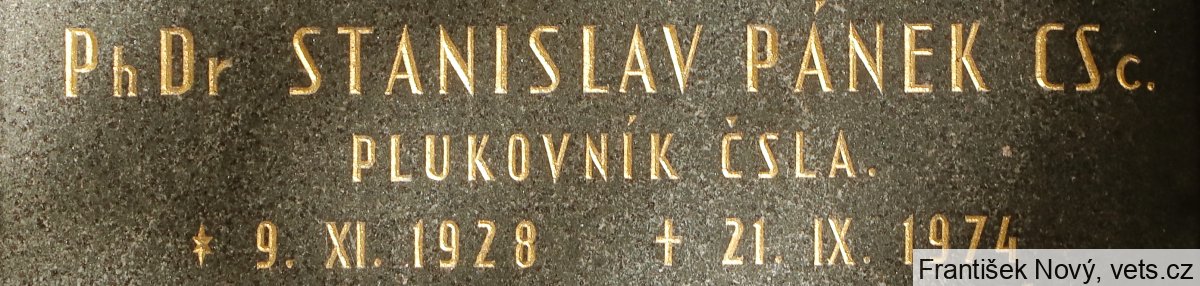 PhDr STANISLAV PÁNEK CSc.
PLUKOVNÍK ČSLA.
* 9. XI. 1928 † 21. IX. 1974
František Nový, vets.cz